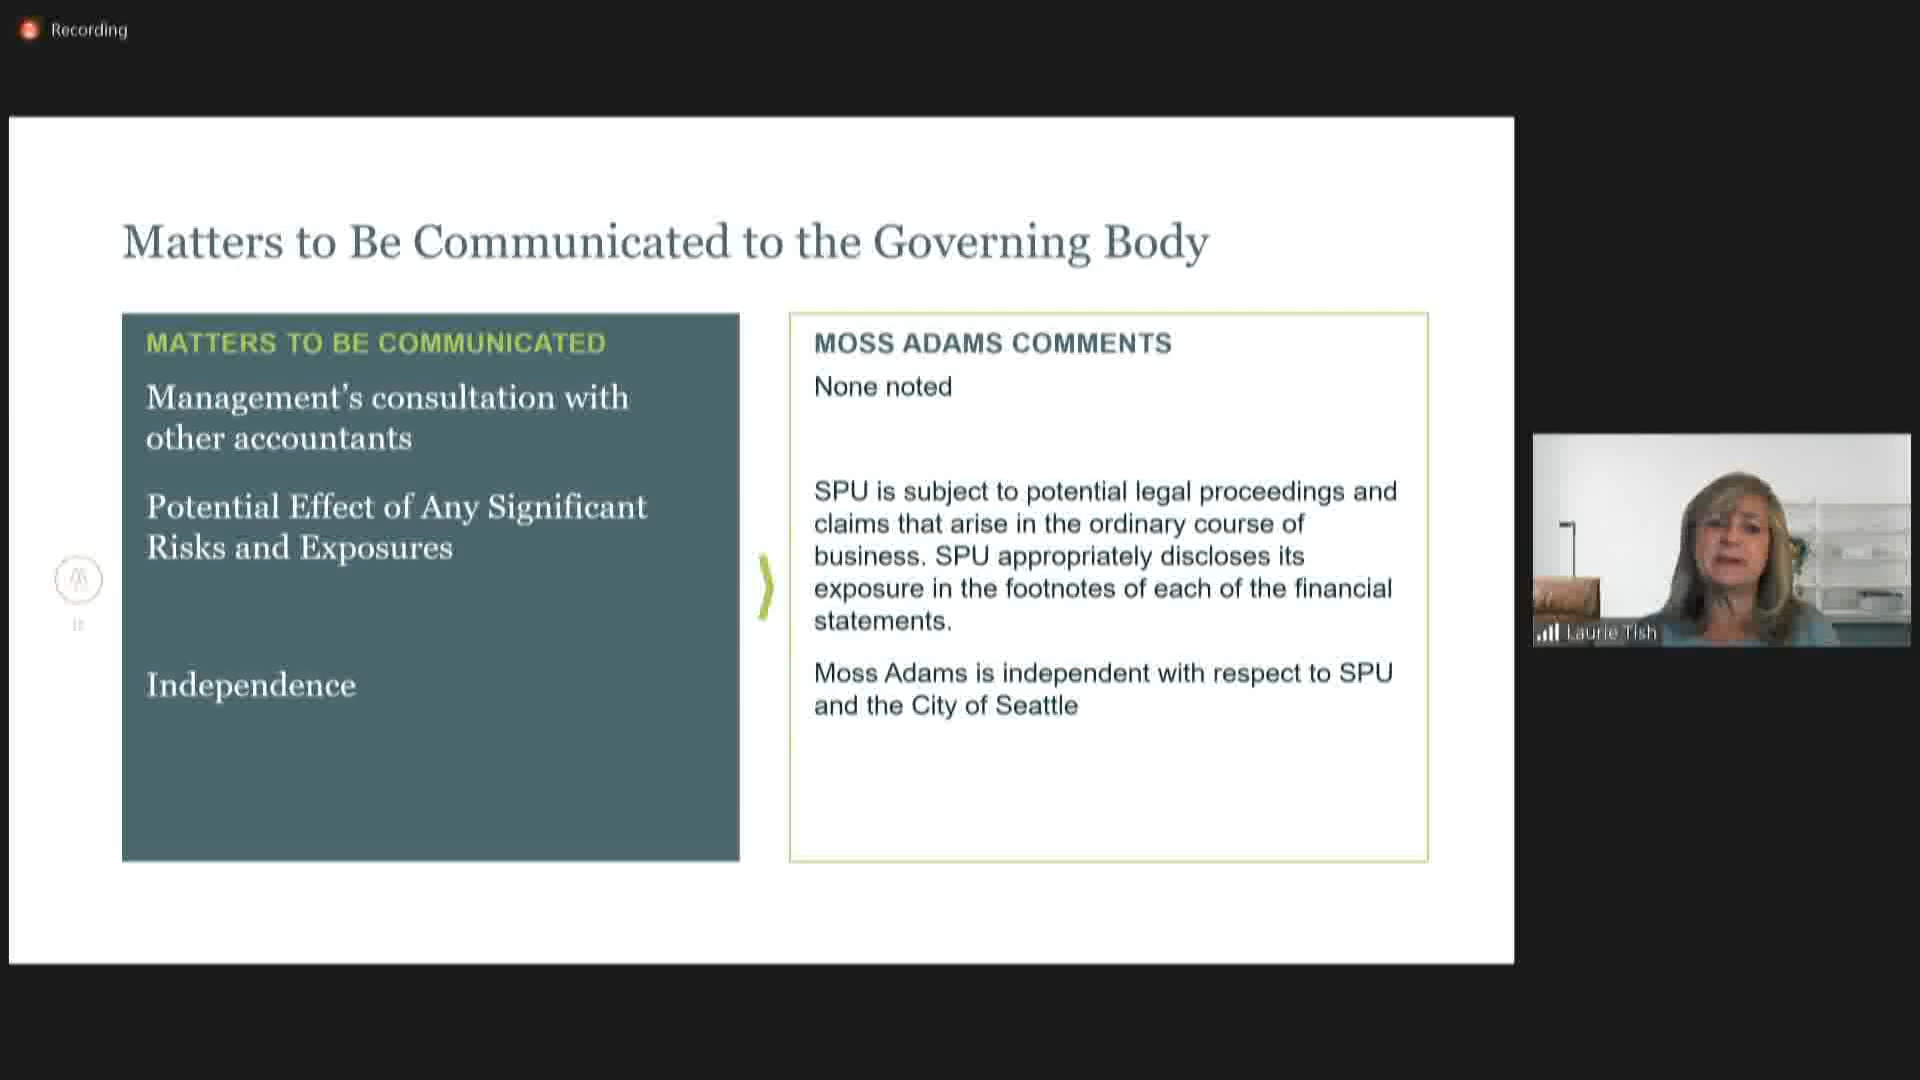 Recording
Matters to Be Communicated to the Governing Body
MATTERS TO BE COMMUNICATED
Management's consultation with
other accountants
Potential Effect of Any Significant
Risks and Exposures
Independence
MOSS ADAMS COMMENTS
None noted
SPU is subject to potential legal proceedings and
claims that arise in the ordinary course of
business. SPU appropriately discloses its
exposure in the footnotes of each of the financial
statements.
Moss Adams is independent with respect to SPU
and the City of Seattle
Laurie Tish